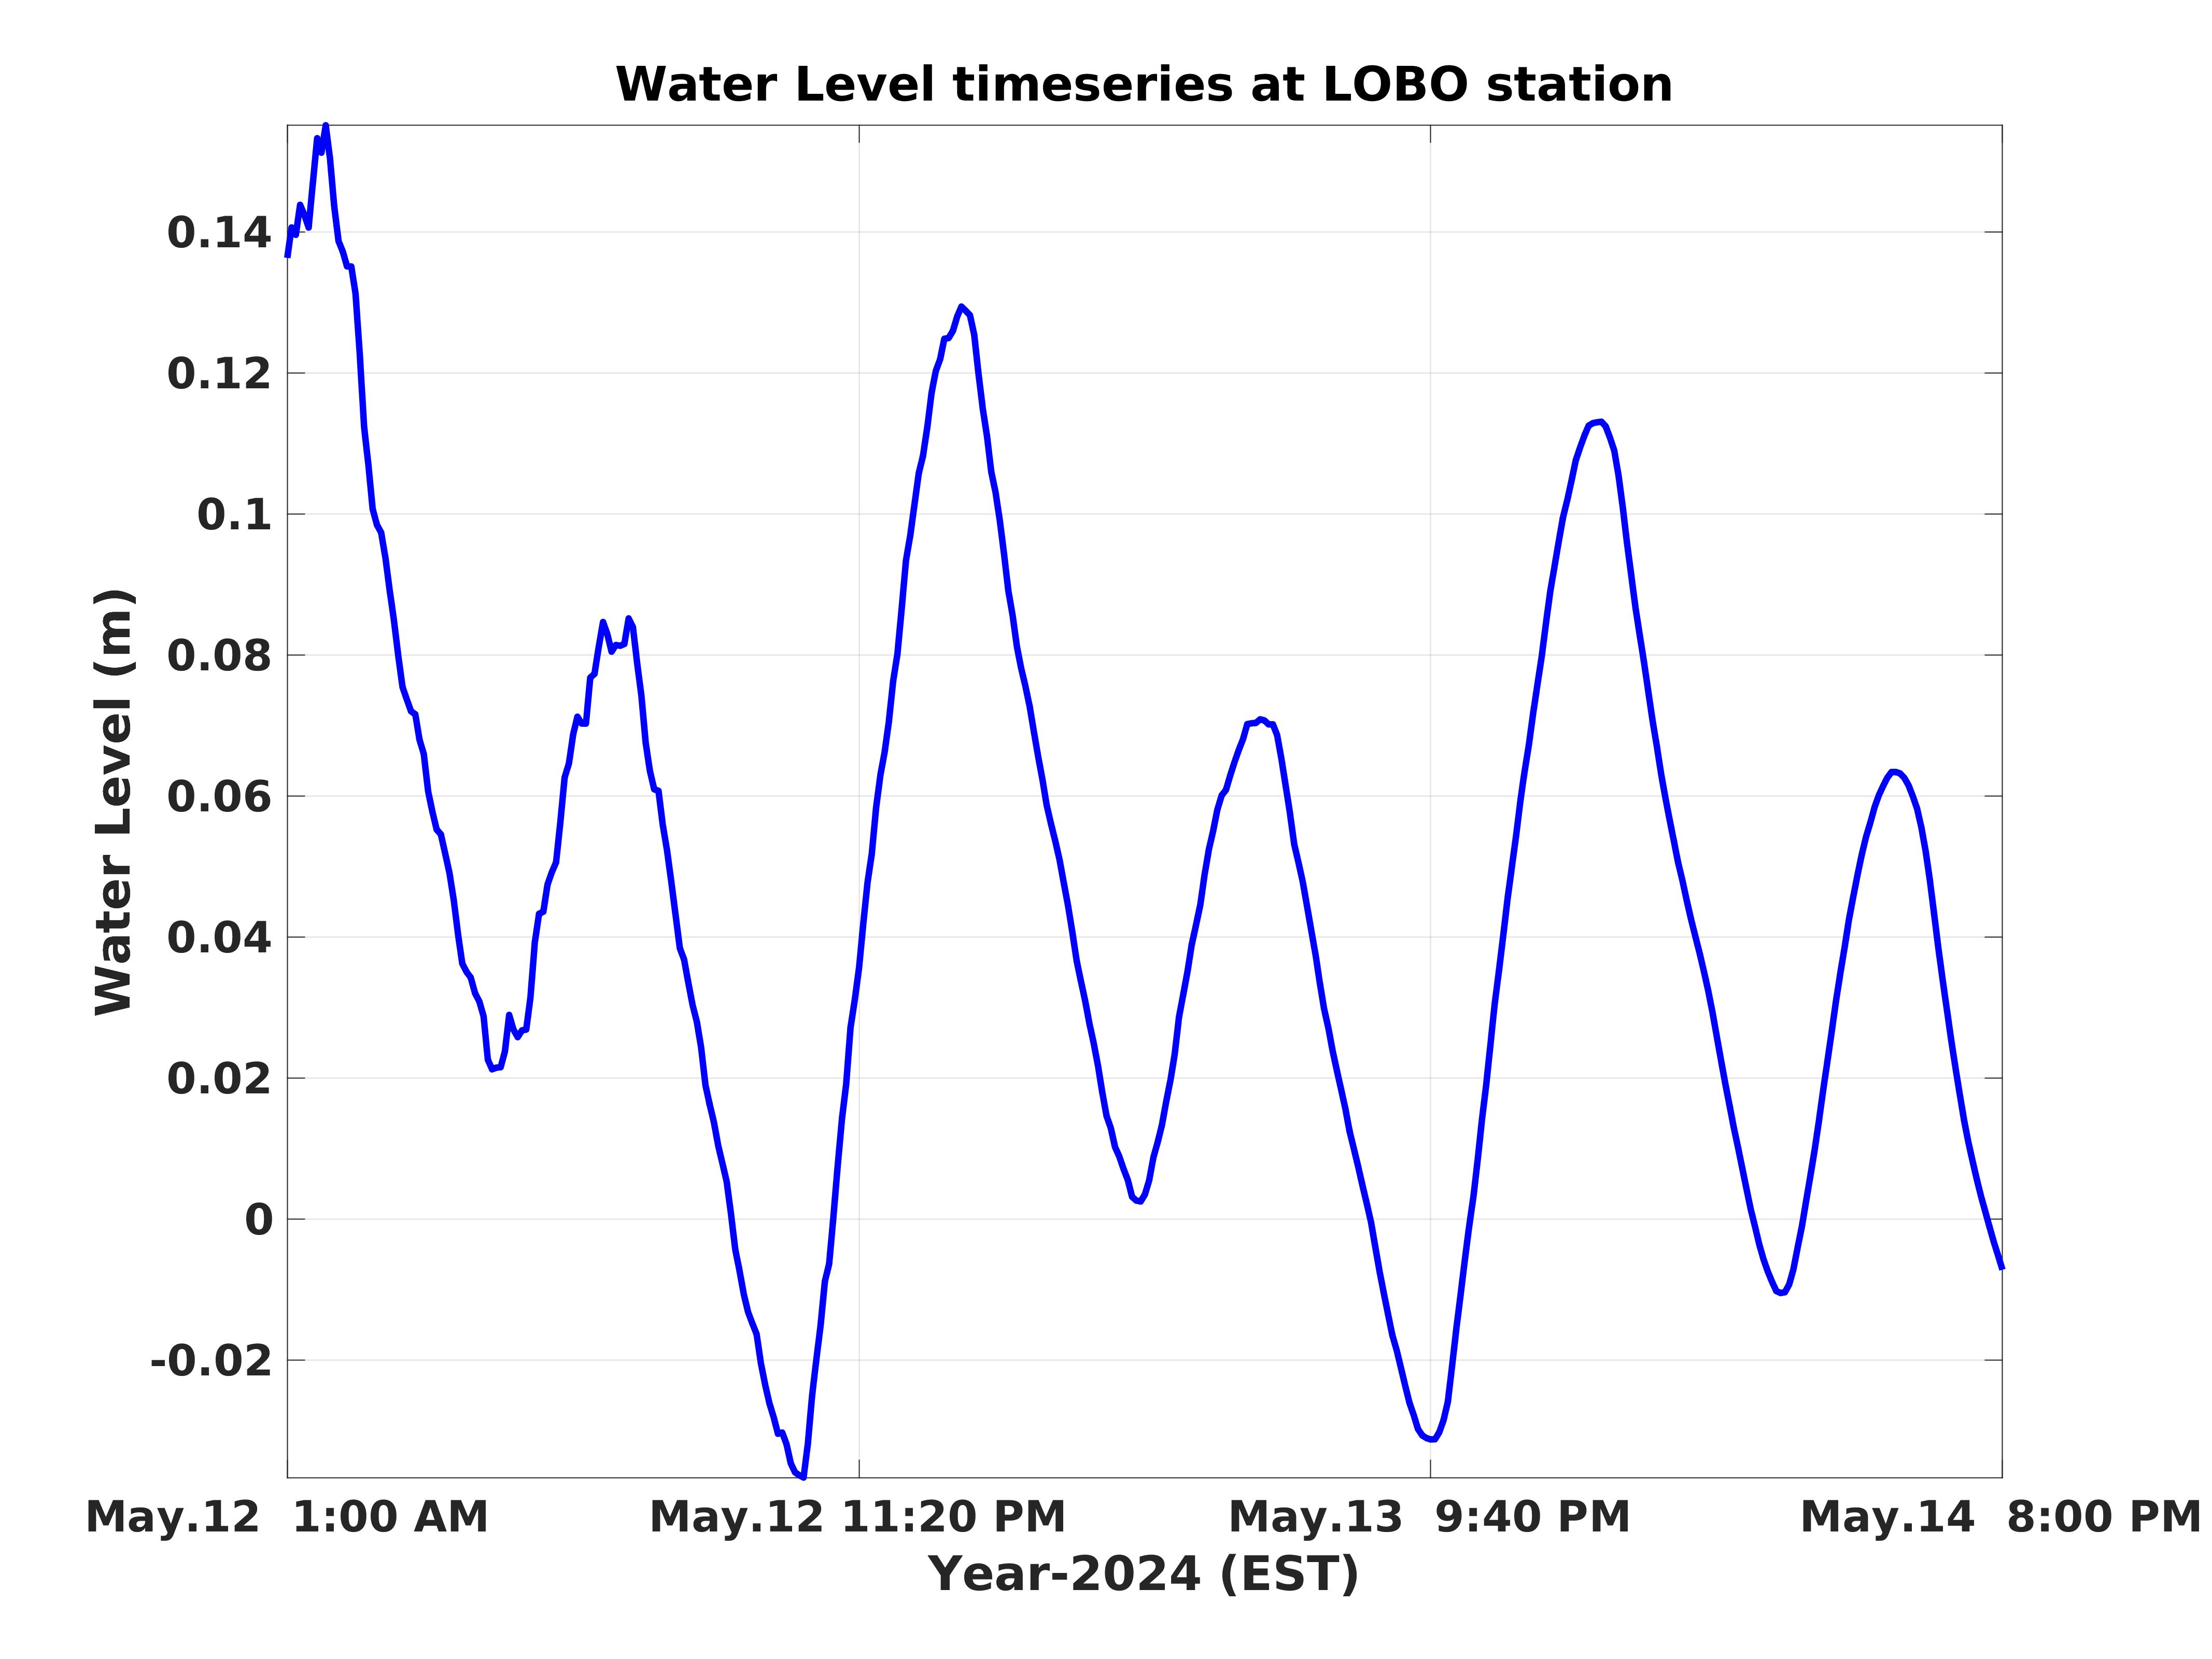 Water Level timeseries at LOBO station
0.14
0.12
0.1
0.08
0.06
0.04
0.02
0
-0.02
Water Level (m)
May.12  1:00 AM
May.12 11:20 PM
May.13  9:40 PM
May.14  8:00 PM
Year-2024 (EST)